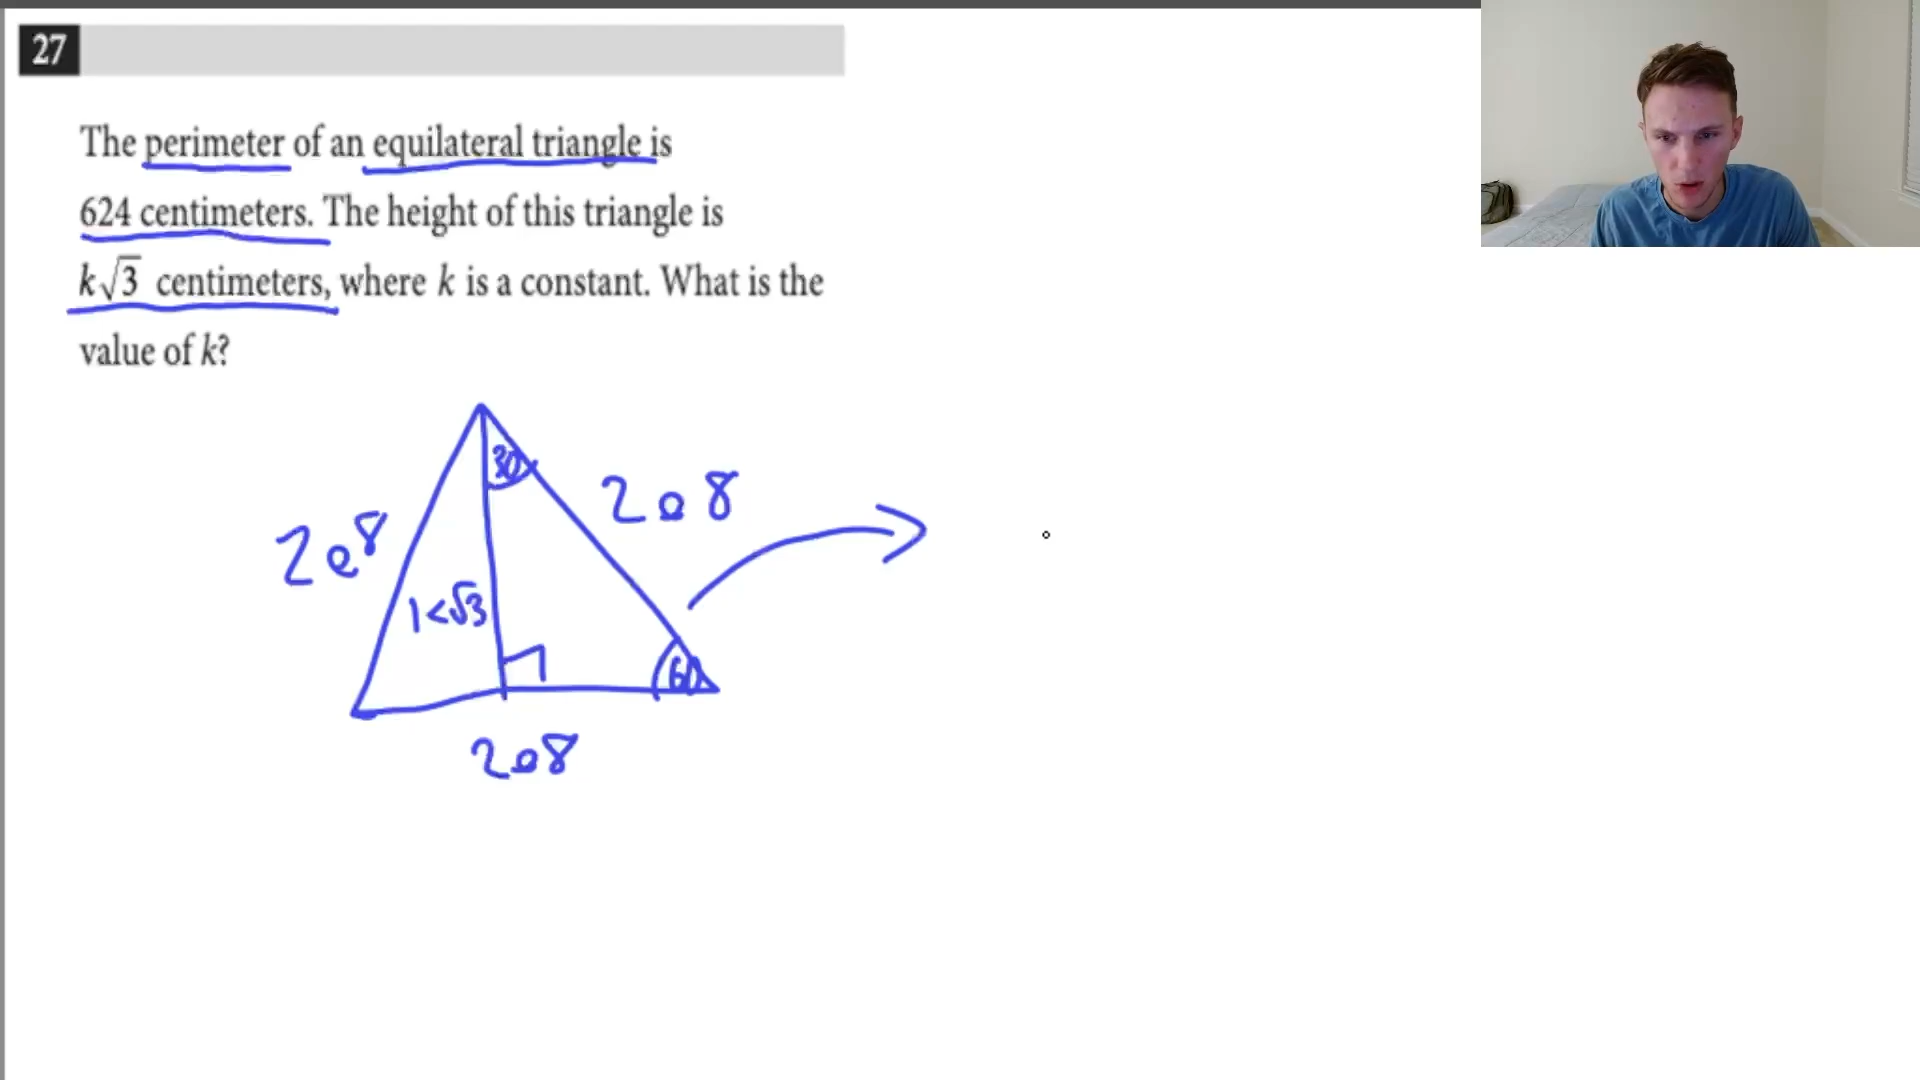 27
The perimeter of an equilateral triangle is
624 centimeters. The height of this triangle is
k√3 centimeters, where k is a constant. What is the
value of k?
30
208
208
k√3
60
208